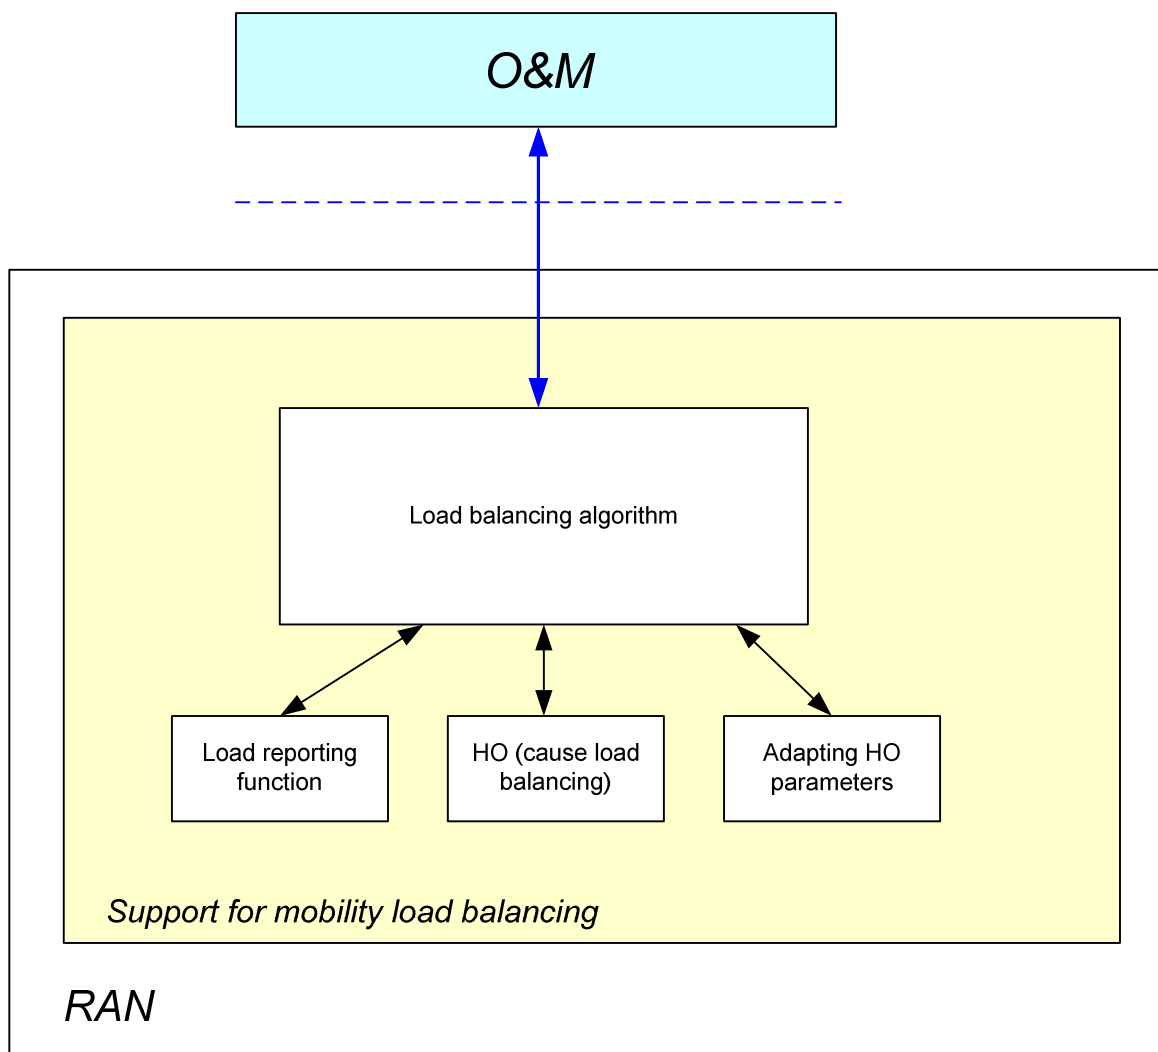 O&M
Load balancing algorithm
Load reporting
function
HO (cause load
balancing)
Adapting HO
parameters
Support for mobility load balancing
RAN